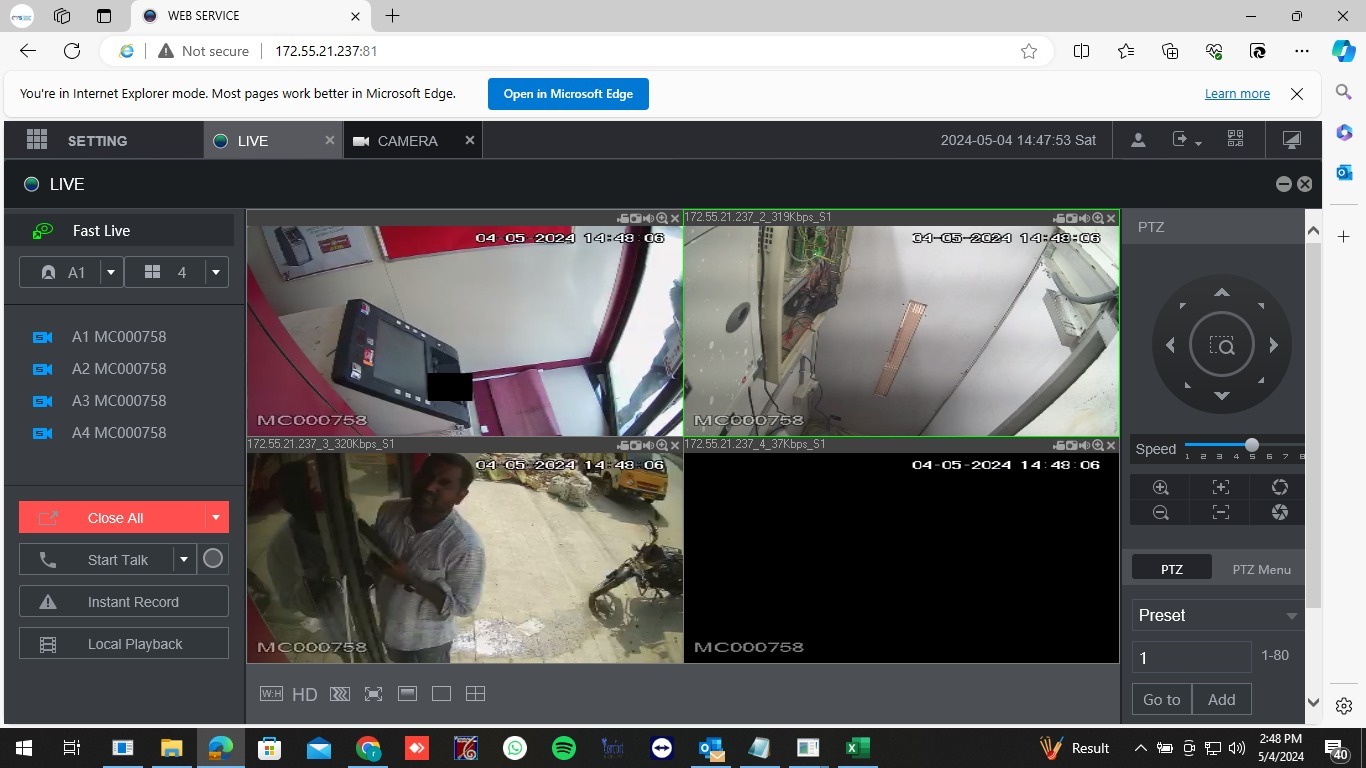 WEB SERVICE
Not secure
172.55.21.237:81
You're in Internet Explorer mode. Most pages work better in Microsoft Edge.
Open in Microsoft Edge
Learn more
SETTING
LIVE
CAMERA
2024-05-04 14:47:53 Sat
LIVE
Fast Live
A1
4
A1 MC000758
A2 MC000758
A3 MC000758
A4 MC000758
Close All
Start Talk
Instant Record
Local Playback
04-05-2024 14:48:06
MC000758
172.55.21.237_2_319Kbps_S1
04-05-2024 14:48:06
MC000758
172.55.21.237_3_320Kbps_S1
04-05-2024 14:48:06
MC000758
172.55.21.237_4_37Kbps_S1
04-05-2024 14:48:06
MC000758
W:H
HD
PTZ
Speed
1 2 3 4 5 6 7 8
PTZ
PTZ Menu
Preset
1
1-80
Go to
Add
Result
2:48 PM
5/4/2024
40